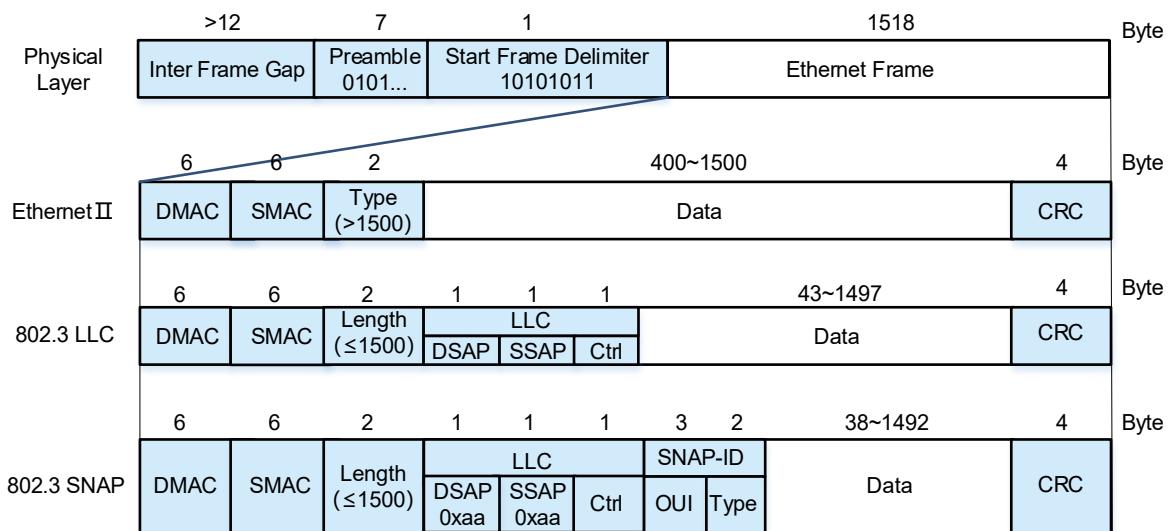 >12 7 1 1518 Byte
Physical
Layer
Inter Frame Gap
Preamble
0101...
Start Frame Delimiter
10101011
Ethernet Frame
6 6 2 400~1500 4 Byte
Ethernet II
DMAC
SMAC
Type
(>1500)
Data
CRC
6 6 2 1 1 1 43~1497 4 Byte
802.3 LLC
DMAC
SMAC
Length
(≤1500)
LLC
DSAP
SSAP
Ctrl
Data
CRC
6 6 2 1 1 1 3 2 38~1492 4 Byte
802.3 SNAP
DMAC
SMAC
Length
(≤1500)
LLC
DSAP
0xaa
SSAP
0xaa
Ctrl
SNAP-ID
OUI
Type
Data
CRC